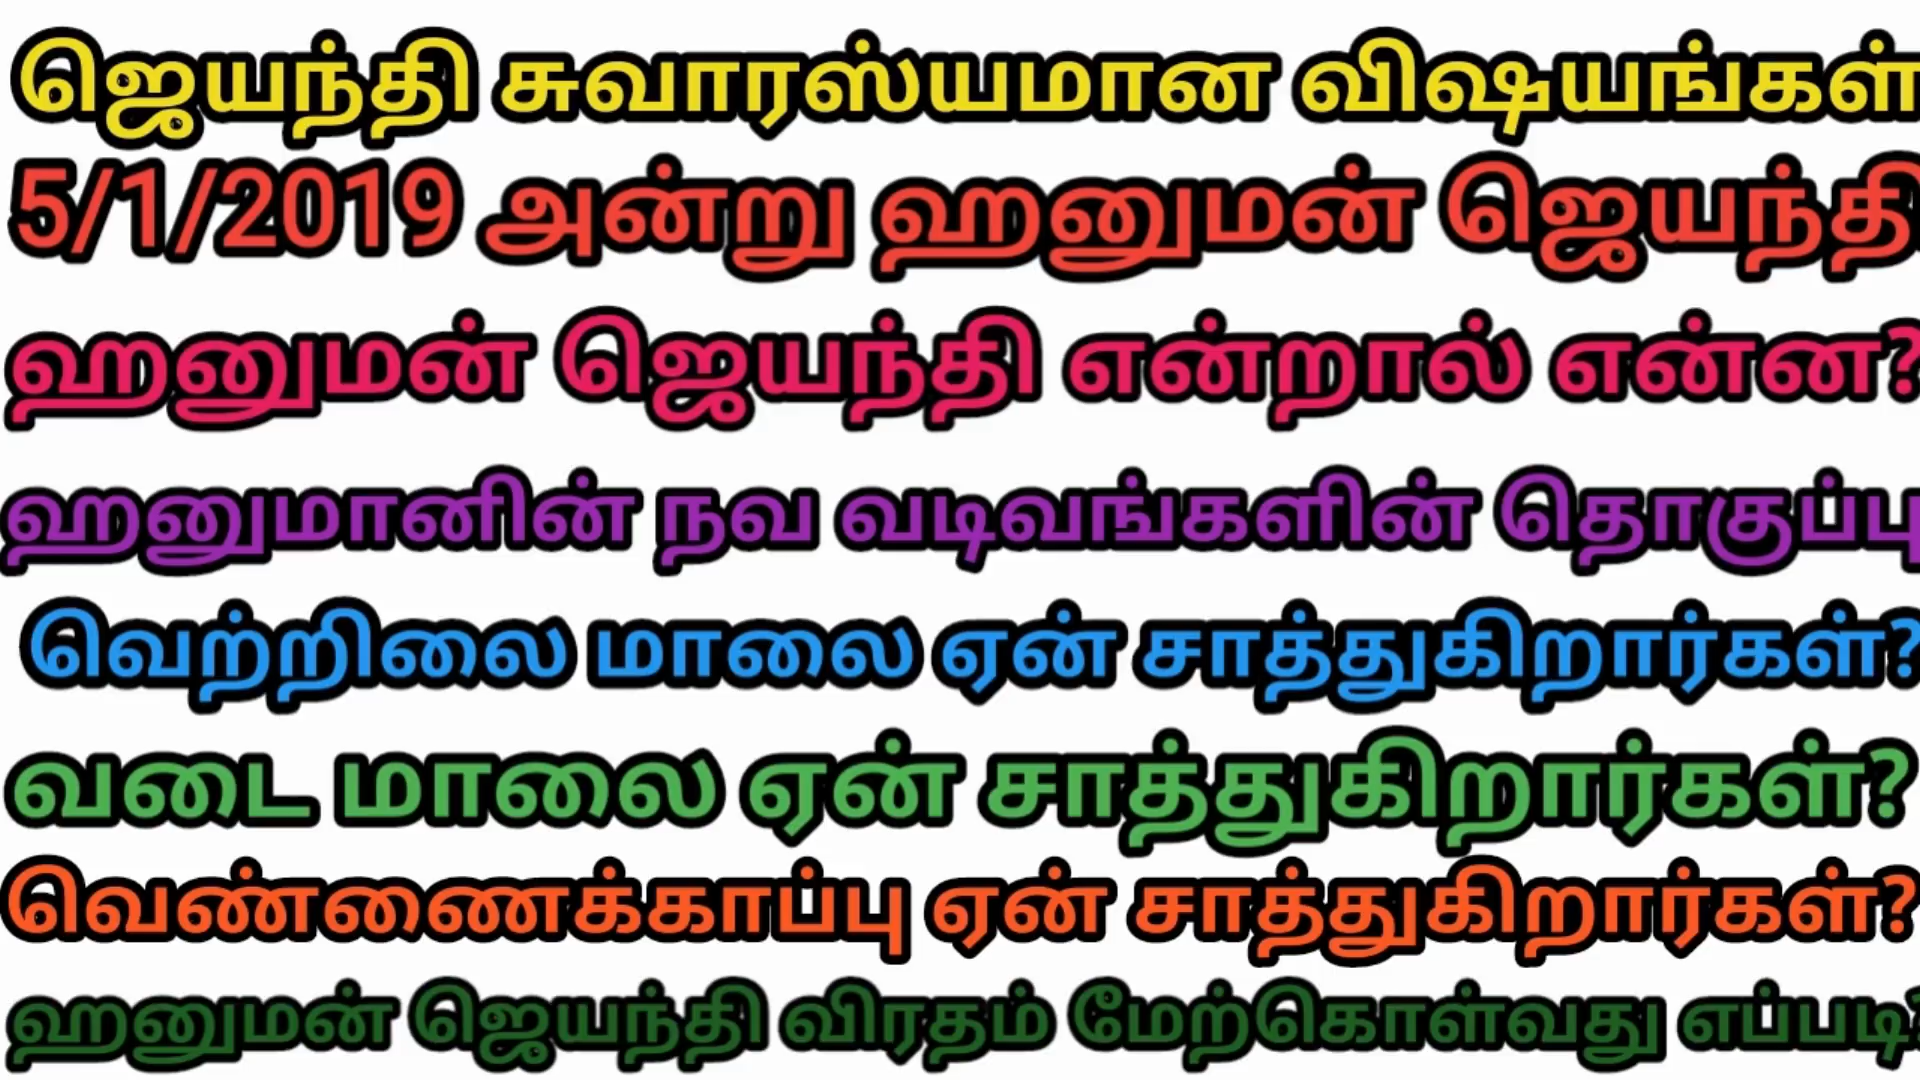 ஜெயந்தி சுவாரஸ்யமான விஷயங்கள்
5/1/2019 அன்று ஹனுமன் ஜெயந்தி
ஹனுமன் ஜெயந்தி என்றால் என்ன?
ஹனுமானின் நவ வடிவங்களின் தொகுப்பு
வெற்றிலை மாலை ஏன் சாத்துகிறார்கள்?
வடை மாலை ஏன் சாத்துகிறார்கள்?
வெண்ணைக்காப்பு ஏன் சாத்துகிறார்கள்?
ஹனுமன் ஜெயந்தி விரதம் மேற்கொள்வது எப்படி?